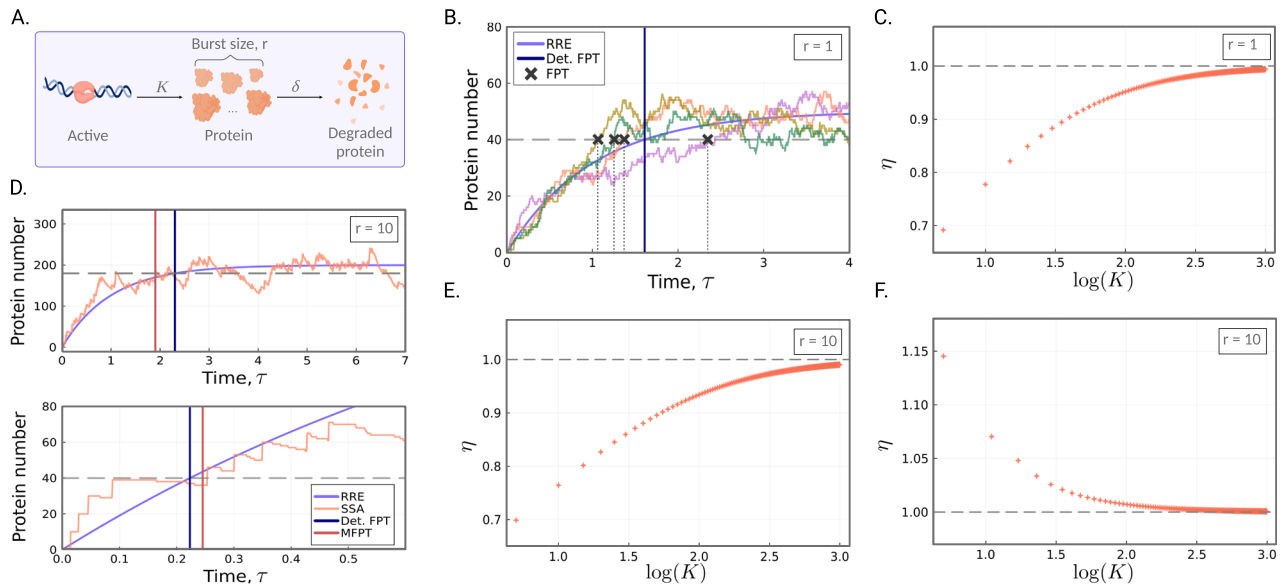 A.
Burst size, r
K
δ
...
Active
Protein
Degraded
protein
B.
Protein number
80
60
40
20
0
RRE
Det. FPT
FPT
r = 1
0
1
2
3
4
Time, τ
C.
η
1.0
0.9
0.8
0.7
r = 1
1.0
1.5
2.0
2.5
3.0
log(K)
D.
Protein number
300
200
100
0
r = 10
0
1
2
3
4
5
6
7
Time, τ
Protein number
80
60
40
20
0
RRE
SSA
Det. FPT
MFPT
0.0
0.1
0.2
0.3
0.4
0.5
Time, τ
E.
η
1.0
0.9
0.8
0.7
r = 10
1.0
1.5
2.0
2.5
3.0
log(K)
F.
η
1.15
1.10
1.05
1.00
r = 10
1.0
1.5
2.0
2.5
3.0
log(K)